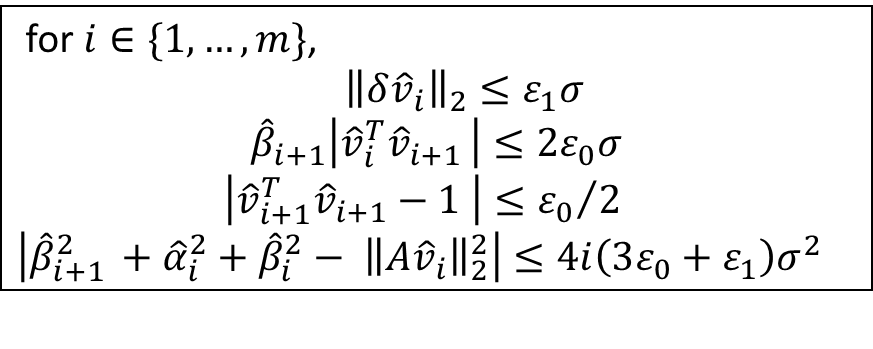 for 𝑖 ∈ {1, … , 𝑚},
‖𝛿𝑣̂ᵢ‖₂ ≤ 𝜀₁𝜎
𝛽̂ᵢ₊₁|𝑣̂ᵢᵀ𝑣̂ᵢ₊₁| ≤ 2𝜀₀𝜎
|𝑣̂ᵢ₊₁ᵀ𝑣̂ᵢ₊₁ − 1| ≤ 𝜀₀/2
|𝛽̂ᵢ₊₁² + 𝛼̂ᵢ² + 𝛽̂ᵢ² − ‖𝐴𝑣̂ᵢ‖₂²| ≤ 4𝑖(3𝜀₀ + 𝜀₁)𝜎²